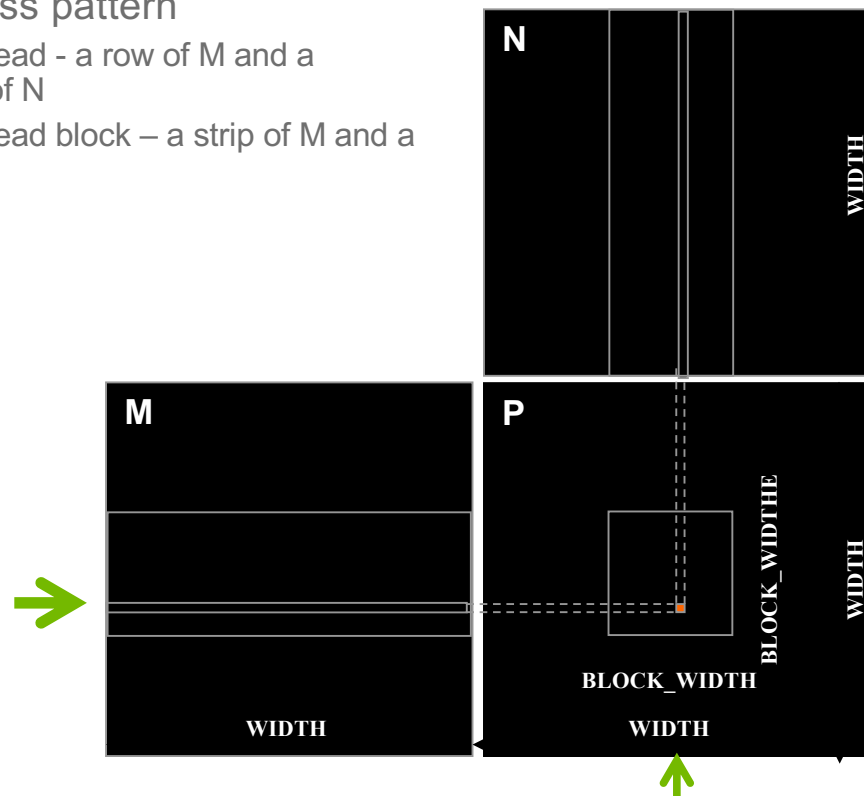 ss pattern
ead - a row of M and a
of N
ead block – a strip of M and a
N
WIDTH
M
P
BLOCK_WIDTHE
WIDTH
BLOCK_WIDTH
WIDTH
WIDTH